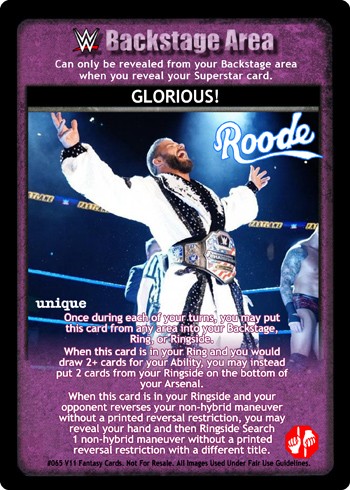 W Backstage Area
Can only be revealed from your Backstage area
when you reveal your Superstar card.
GLORIOUS!
Roode
FASTLANE
unique
Once during each of your turns, you may put
this card from any area into your Backstage,
Ring, or Ringside.
When this card is in your Ring and you would
draw 2+ cards for your Ability, you may instead
put 2 cards from your Ringside on the bottom of
your Arsenal.
When this card is in your Ringside and your
opponent reverses your non-hybrid maneuver
without a printed reversal restriction, you may
reveal your hand and then Ringside Search
1 non-hybrid maneuver without a printed
reversal restriction with a different title.
#065 V11 Fantasy Cards. Not For Resale. All Images Used Under Fair Use Guidelines.